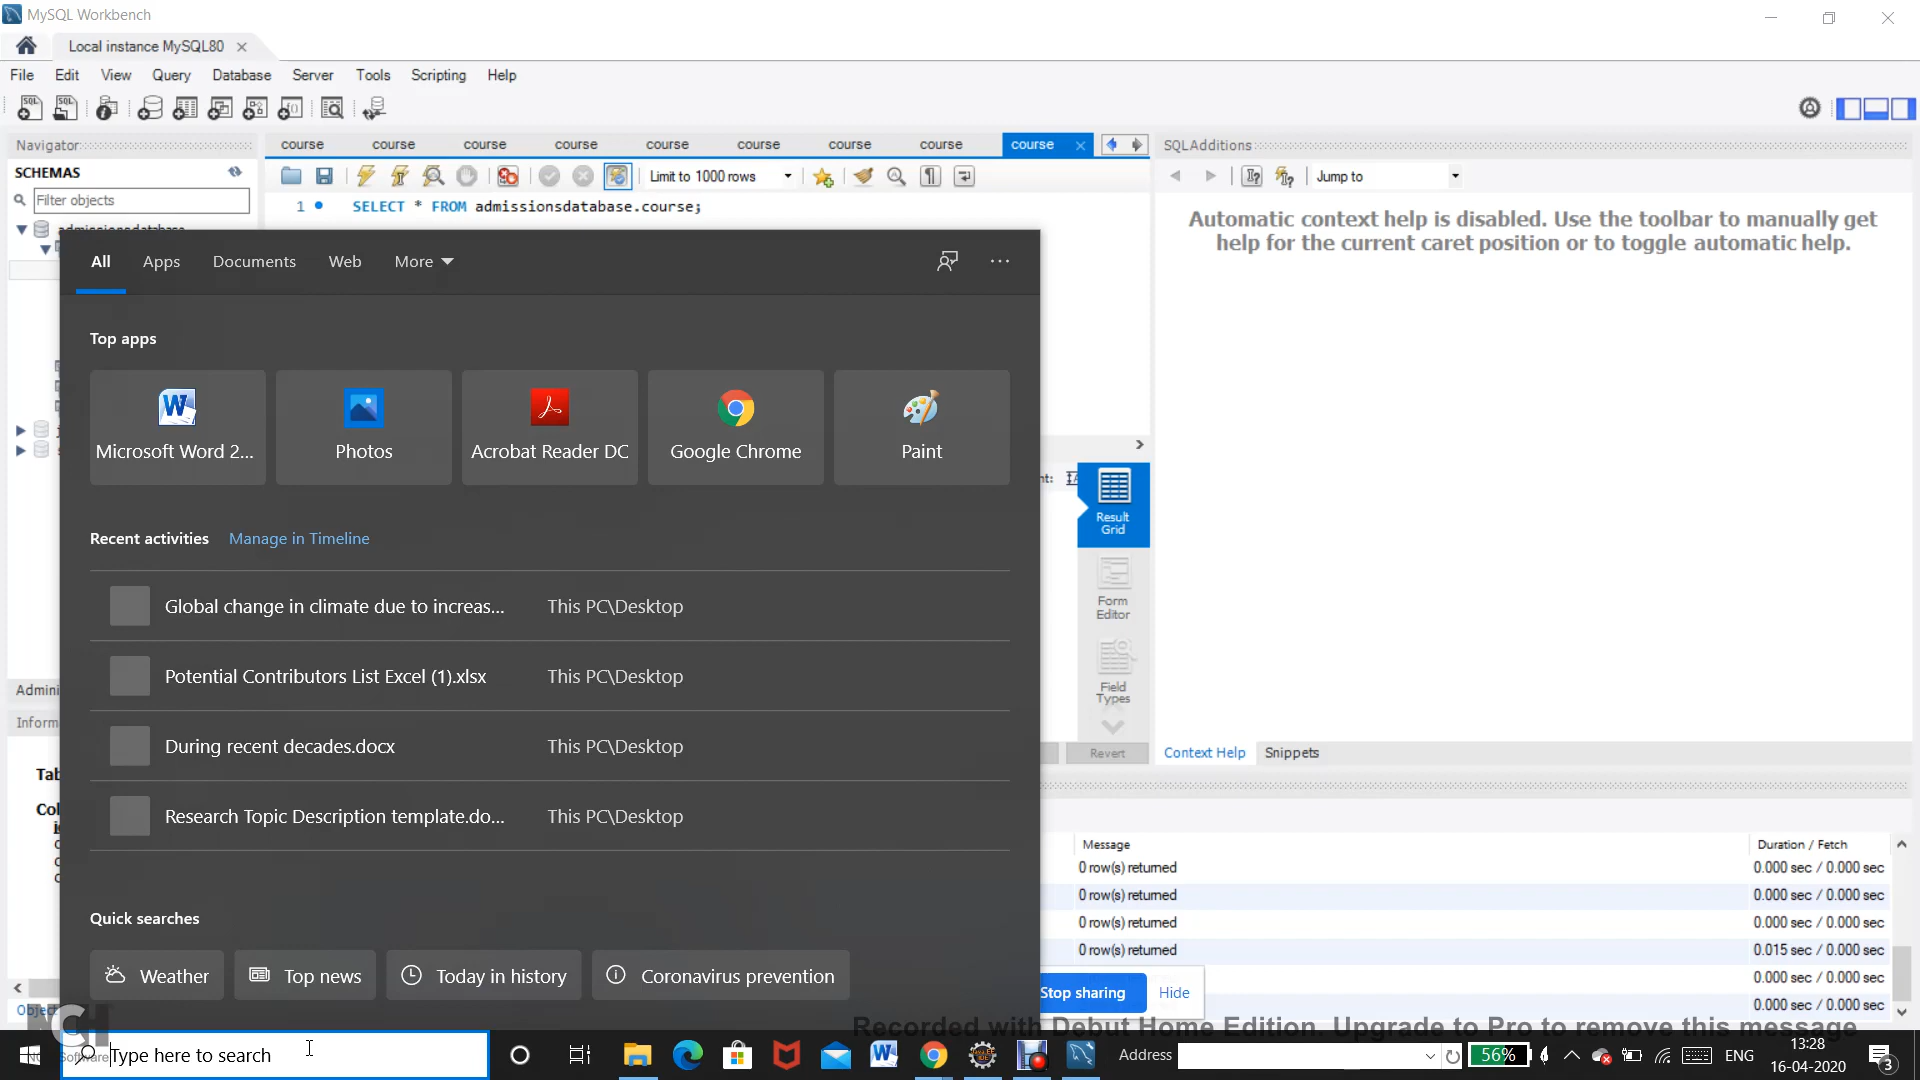 MySQL Workbench
Local instance MySQL80
File Edit View Query Database Server Tools Scripting Help
Navigator
SCHEMAS
Filter objects
course course course course course course course course course
Limit to 1000 rows
1 SELECT * FROM admissionsdatabase.course;
SQLAdditions
Jump to
Automatic context help is disabled. Use the toolbar to manually get
help for the current caret position or to toggle automatic help.
admissionsdatabase
All Apps Documents Web More
Top apps
Microsoft Word 2...
Photos
Acrobat Reader DC
Google Chrome
Paint
Recent activities Manage in Timeline
Global change in climate due to increas... This PC\Desktop
Potential Contributors List Excel (1).xlsx This PC\Desktop
During recent decades.docx This PC\Desktop
Research Topic Description template.do... This PC\Desktop
Quick searches
Weather Top news Today in history Coronavirus prevention
Result
Grid
Form
Editor
Field
Types
Revert
Context Help Snippets
Admini
Inform
Tab
Col
Object
Message Duration / Fetch
0 row(s) returned 0.000 sec / 0.000 sec
0 row(s) returned 0.000 sec / 0.000 sec
0 row(s) returned 0.000 sec / 0.000 sec
0 row(s) returned 0.015 sec / 0.000 sec
0.000 sec / 0.000 sec
0.000 sec / 0.000 sec
Stop sharing Hide
Recorded with Debut Home Edition. Upgrade to Pro to remove this message
Software
Type here to search
Address
56%
ENG
13:28
16-04-2020
3